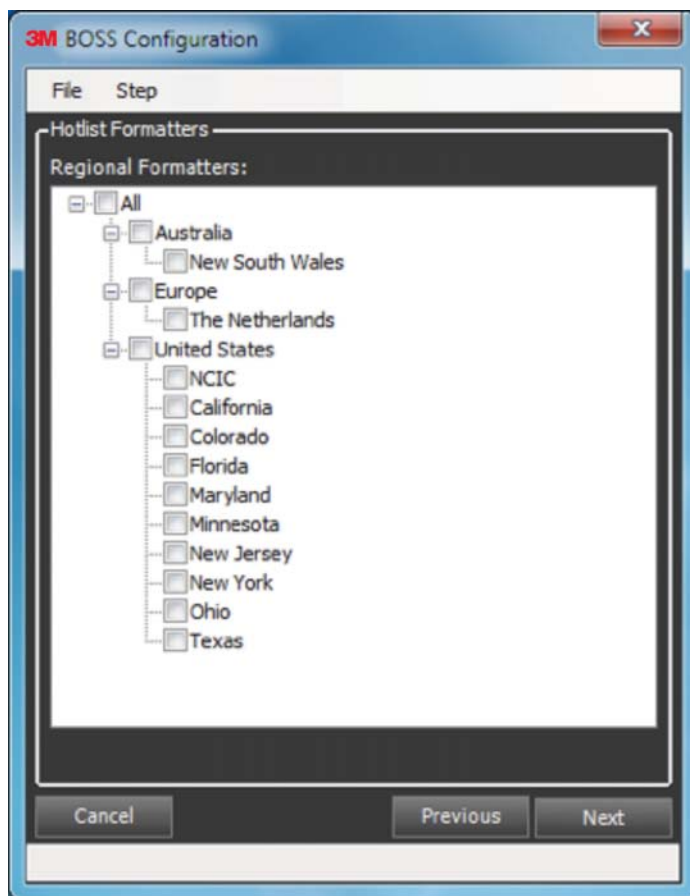 3M BOSS Configuration
File Step
Hotlist Formatters
Regional Formatters:
All
Australia
New South Wales
Europe
The Netherlands
United States
NCIC
California
Colorado
Florida
Maryland
Minnesota
New Jersey
New York
Ohio
Texas
Cancel Previous Next